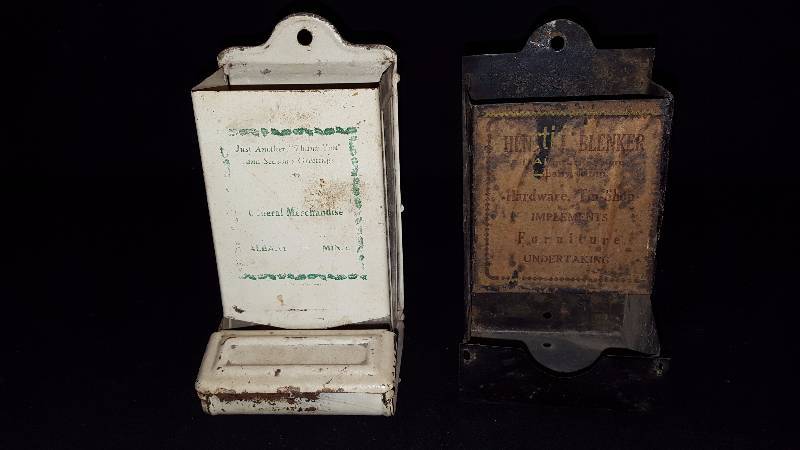 Just Another "Thank You"
and Season's Greetings
General Merchandise
ALBANY MINN.
BLENKER
Hardware, Tin Shop
IMPLEMENTS
Furniture
UNDERTAKING